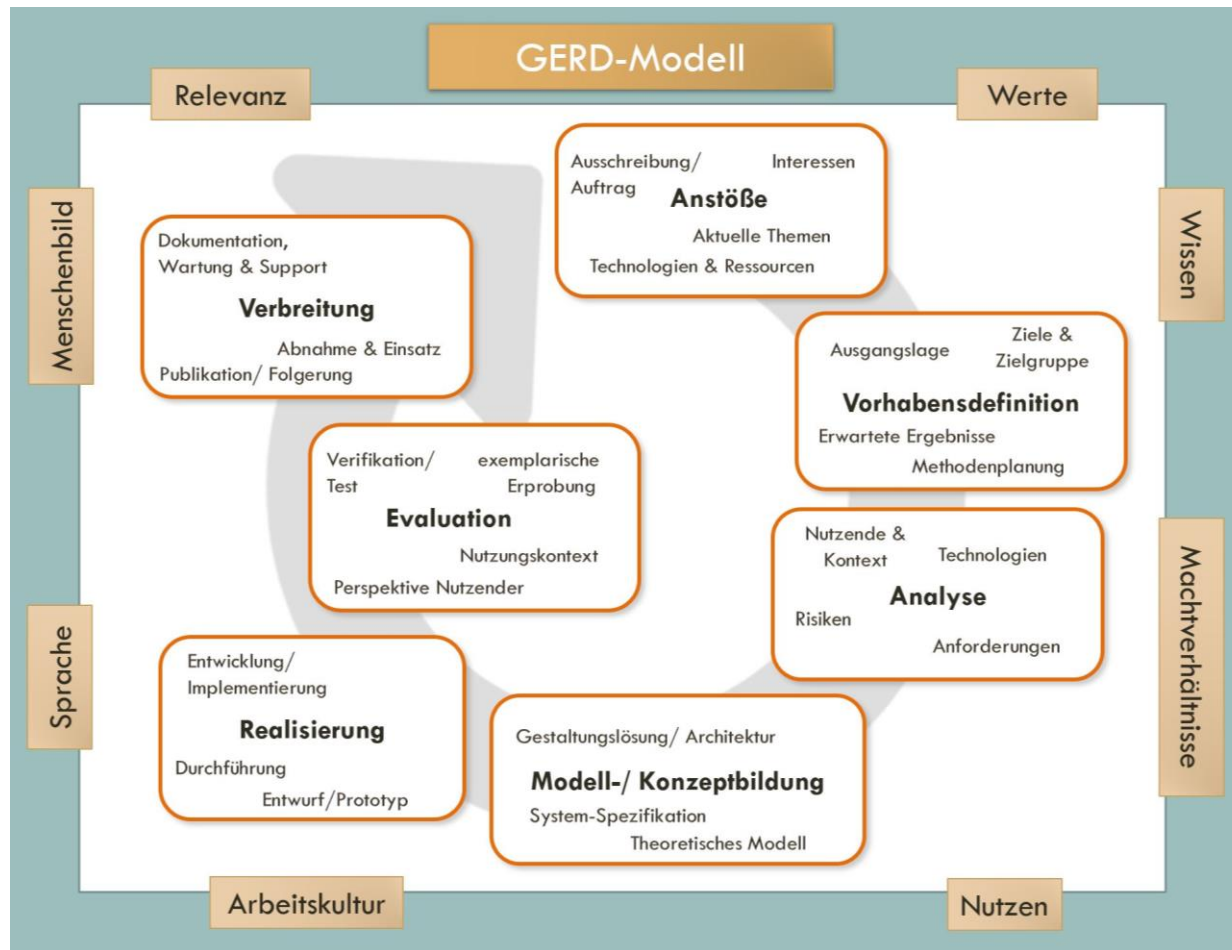 GERD-Modell
Relevanz
Werte
Menschenbild
Wissen
Sprache
Machtverhältnisse
Arbeitskultur
Nutzen
Ausschreibung/
Auftrag
Interessen
Anstöße
Aktuelle Themen
Technologien & Ressourcen
Ausgangslage
Ziele &
Zielgruppe
Vorhabensdefinition
Erwartete Ergebnisse
Methodenplanung
Nutzende &
Kontext
Technologien
Analyse
Risiken
Anforderungen
Gestaltungslösung/ Architektur
Modell-/ Konzeptbildung
System-Spezifikation
Theoretisches Modell
Entwicklung/
Implementierung
Realisierung
Durchführung
Entwurf/Prototyp
Verifikation/
Test
exemplarische
Erprobung
Evaluation
Nutzungskontext
Perspektive Nutzender
Dokumentation,
Wartung & Support
Verbreitung
Abnahme & Einsatz
Publikation/ Folgerung